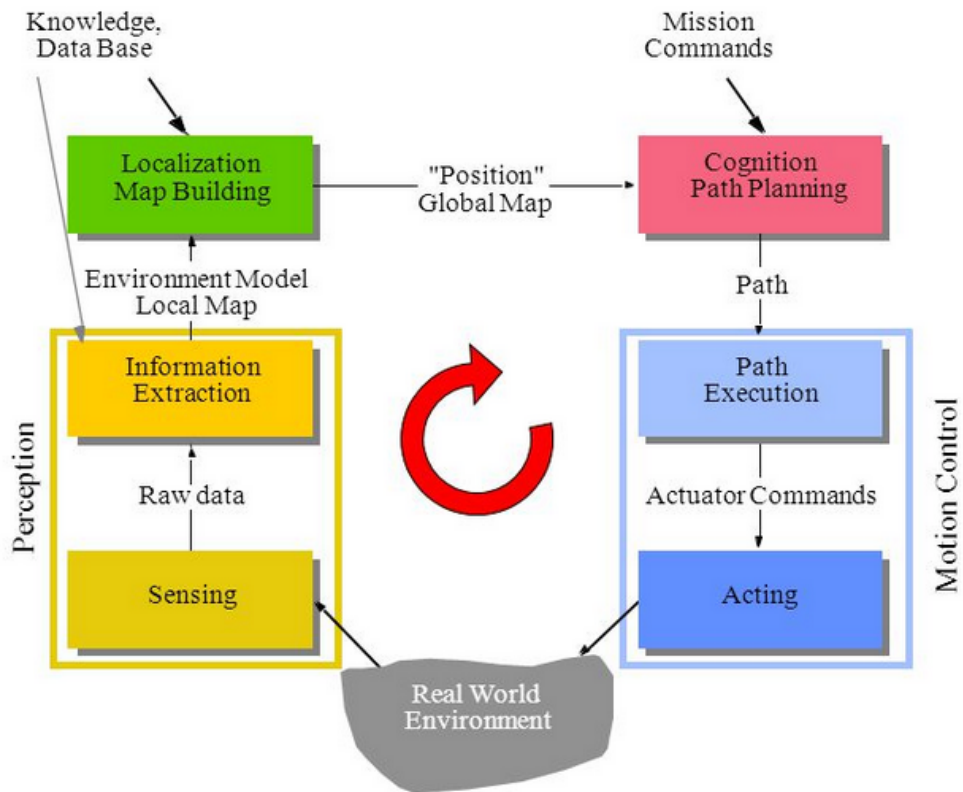 Knowledge,
Data Base
Mission
Commands
Localization
Map Building
"Position"
Global Map
Cognition
Path Planning
Environment Model
Local Map
Path
Information
Extraction
Path
Execution
Perception
Raw data
Actuator Commands
Motion Control
Sensing
Acting
Real World
Environment